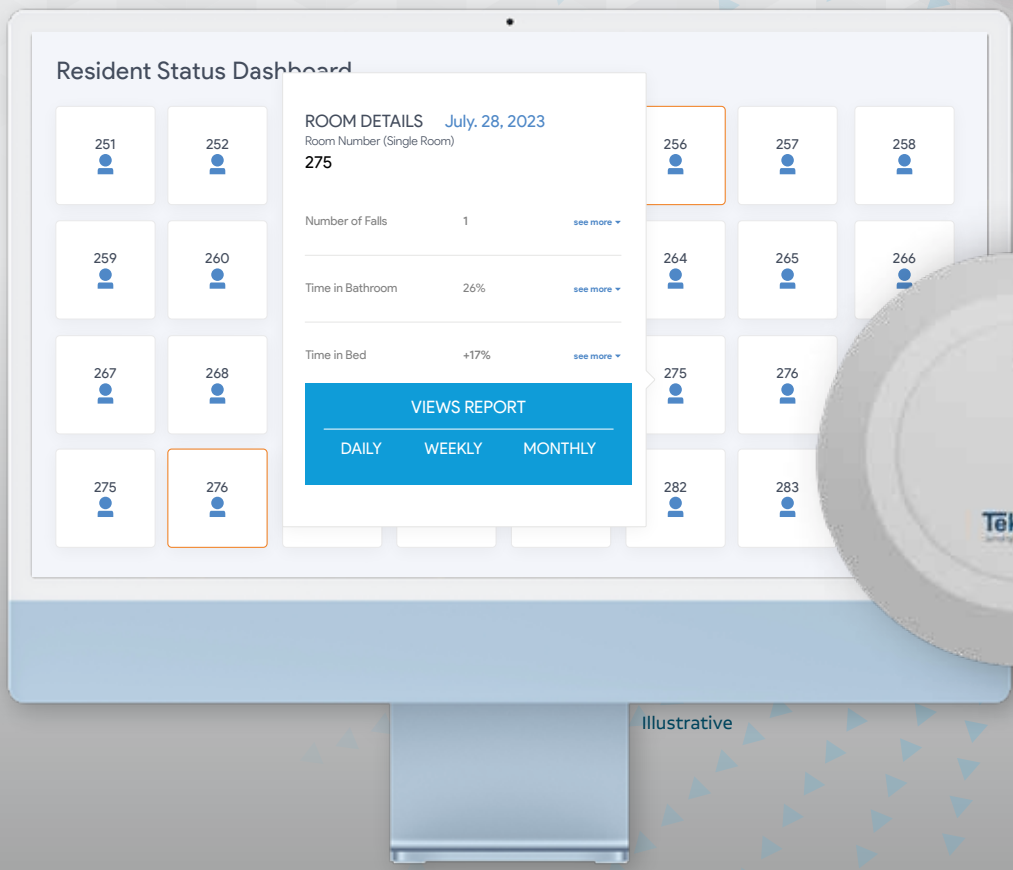 Resident Status Dashboard
ROOM DETAILS July. 28, 2023
Room Number (Single Room)
275
Number of Falls 1 see more
Time in Bathroom 26% see more
Time in Bed +17% see more
VIEWS REPORT
DAILY WEEKLY MONTHLY
251 252 256 257 258
259 260 264 265 266
267 268 275 276
275 276 282 283
Illustrative